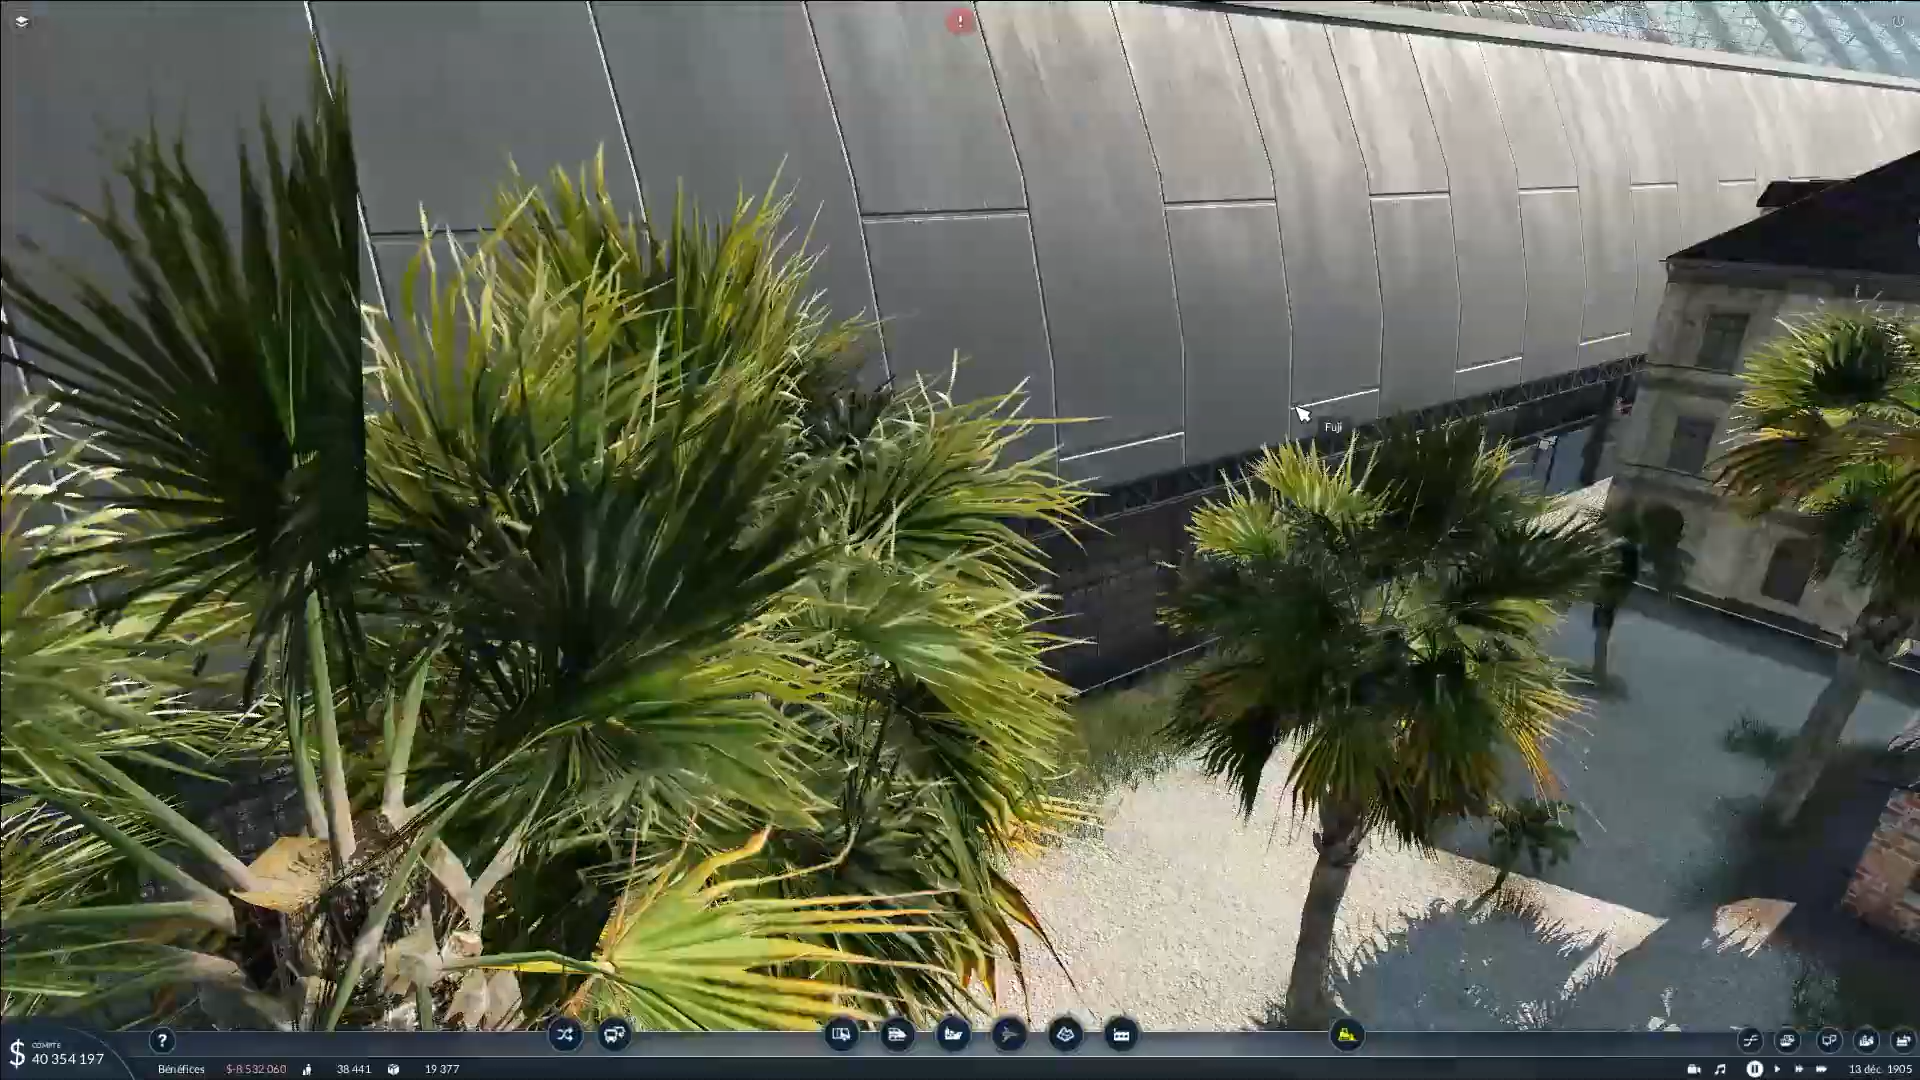 Fuji
COMPTE
$ 40 354 197
?
Bénéfices $-8 532 060 38 441 19 377
13 déc. 1905